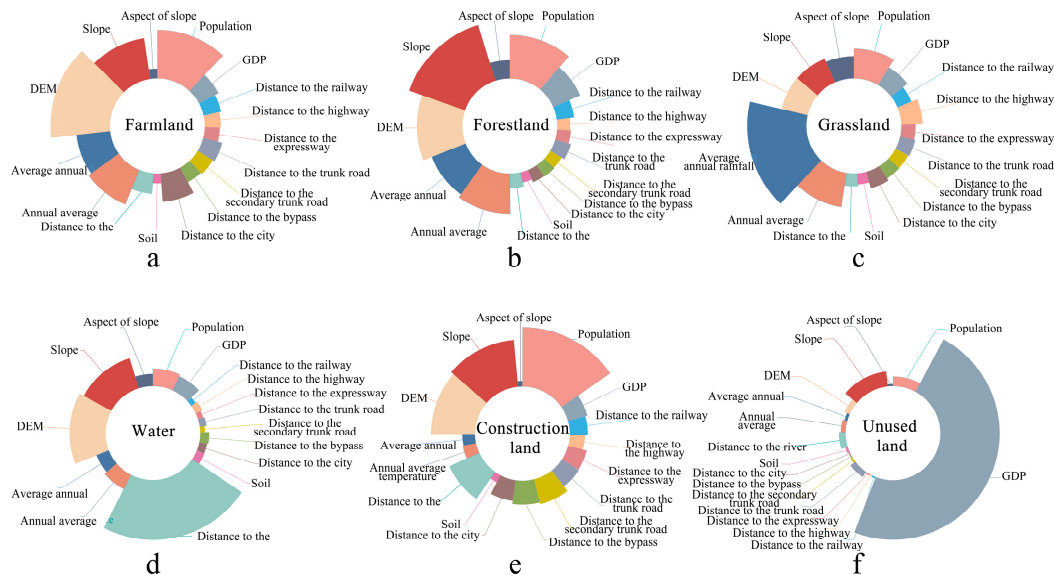 Aspect of slope
Population
Slope
GDP
DEM
Distance to the railway
Distance to the highway
Farmland
Distance to the
expressway
Average annual
Distance to the trunk road
Distance to the
secondary trunk road
Annual average
Distance to the bypass
Distance to the
Soil
Distance to the city
a
Aspect of slope
Population
Slope
GDP
Distance to the railway
Distance to the highway
DEM
Forestland
Distance to the expressway
Distance to the
trunk road
Average annual
Distance to the
secondary trunk road
Distance to the bypass
Distance to the city
Annual average
Soil
Distance to the
b
Aspect of slope
Population
Slope
GDP
Distance to the railway
DEM
Distance to the highway
Grassland
Distance to the expressway
Average
annual rainfall
Distance to the trunk road
Distance to the
secondary trunk road
Distance to the bypass
Annual average
Distance to the city
Distance to the
Soil
c
Aspect of slope
Population
Slope
GDP
Distance to the railway
Distance to the highway
Distance to the expressway
DEM
Distance to the trunk road
Water
Distance to the
secondary trunk road
Distance to the bypass
Distance to the city
Average annual
Soil
Annual average
e
Distance to the
d
Aspect of slope
Population
Slope
GDP
DEM
Distance to the railway
Construction
land
Distance to
the highway
Average annual
Annual average
temperature
Distance to the
expressway
Distance to the
Distance to the
trunk road
Soil
Distance to the
secondary trunk road
Distance to the city
Distance to the bypass
e
Aspect of slope
Population
Slope
DEM
Average annual
Annual
average
Unused
land
Distance to the river
Soil
Distance to the city
GDP
Distance to the bypass
Distance to the secondary
trunk road
Distance to the trunk road
Distance to the expressway
Distance to the highway
Distance to the railway
f